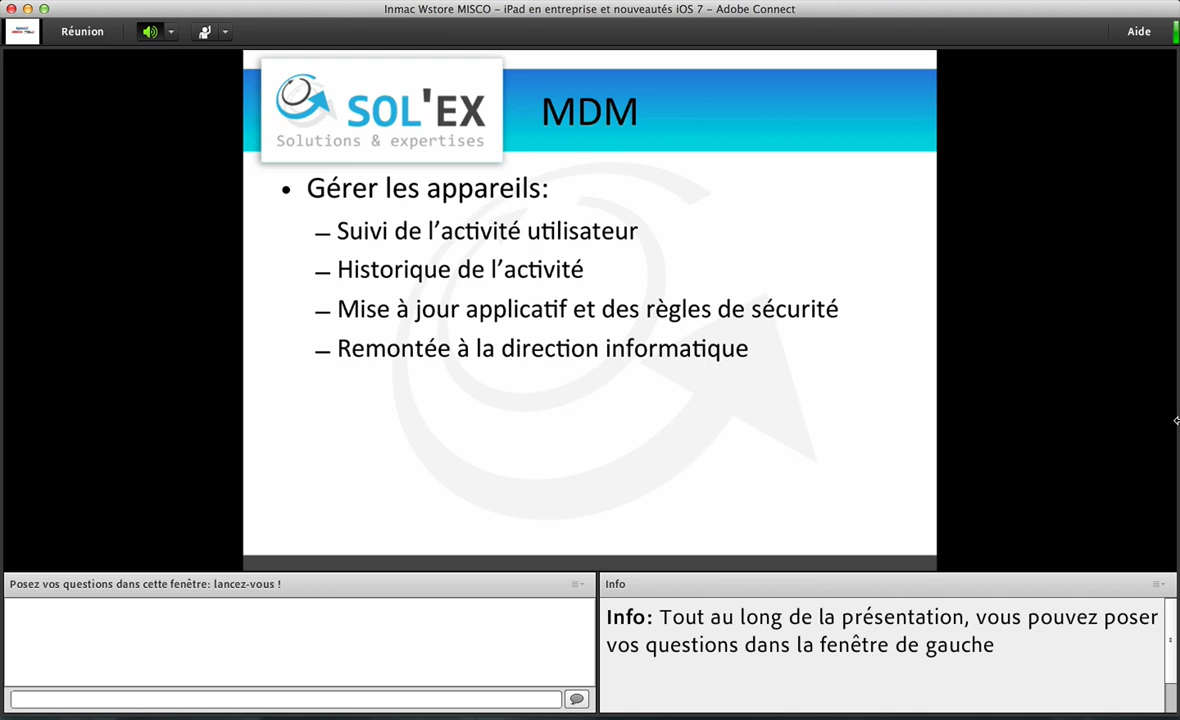 Inmac Wstore MISCO – iPad en entreprise et nouveautés iOS 7 – Adobe Connect
Réunion
Aide
SOL'EX
Solutions & expertises
MDM
• Gérer les appareils:
– Suivi de l’activité utilisateur
– Historique de l’activité
– Mise à jour applicatif et des règles de sécurité
– Remontée à la direction informatique
Posez vos questions dans cette fenêtre: lancez-vous !
Info
Info: Tout au long de la présentation, vous pouvez poser
vos questions dans la fenêtre de gauche